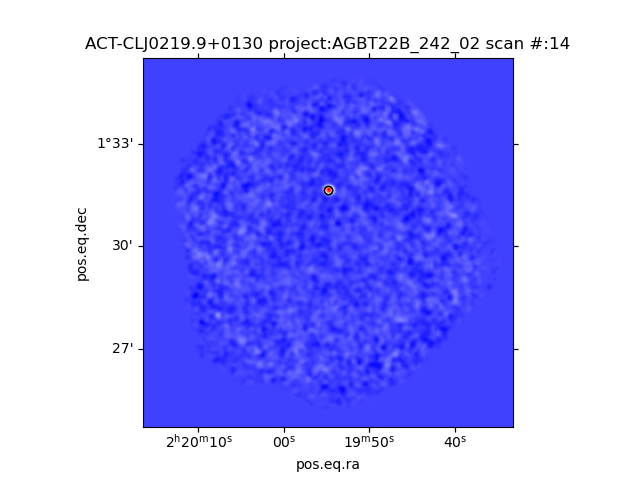 ACT-CLJ0219.9+0130 project:AGBT22B_242_02 scan #:14
1°33'
30'
27'
pos.eq.dec
2ʰ20ᵐ10ˢ 00ˢ 19ᵐ50ˢ 40ˢ
pos.eq.ra